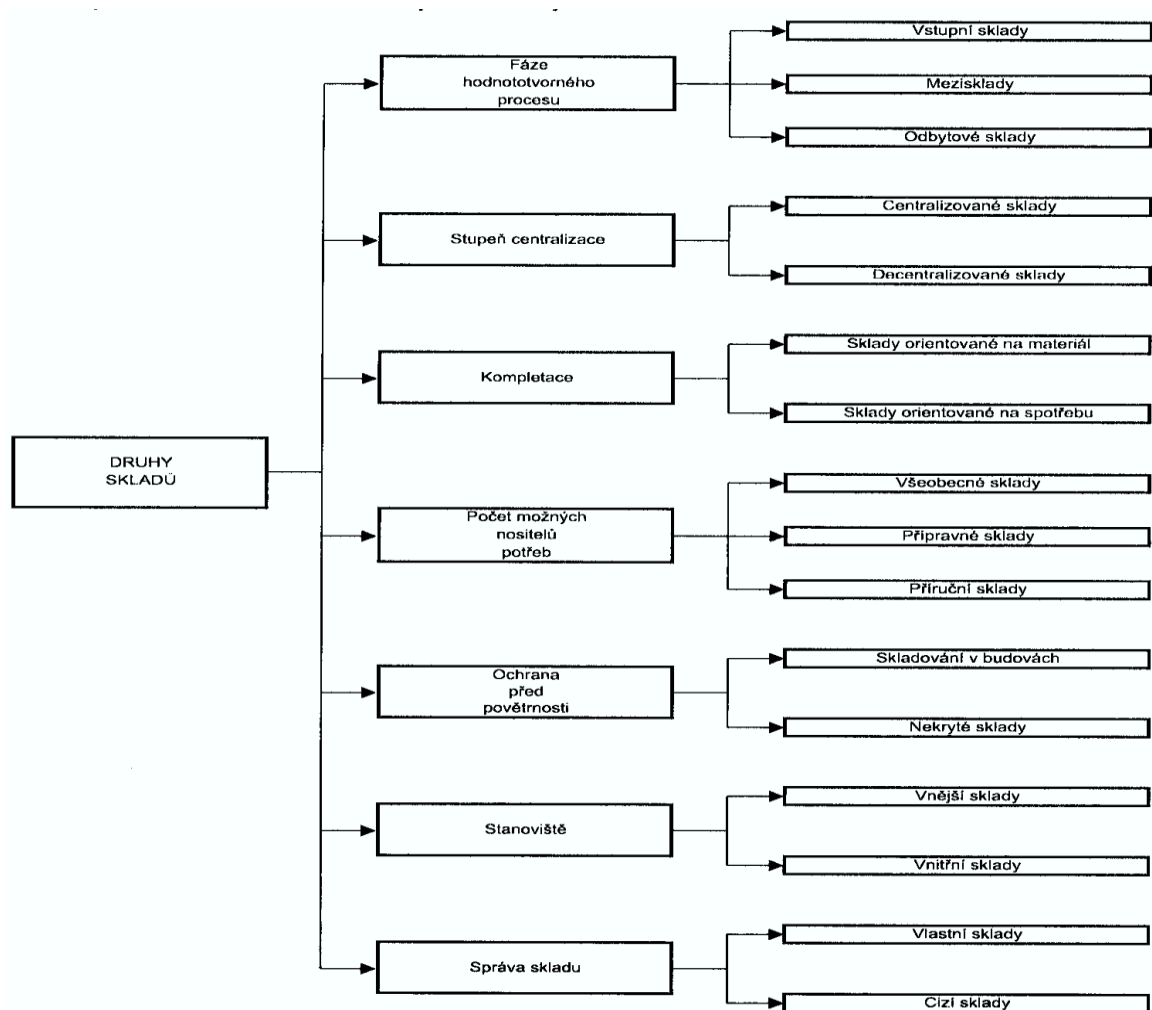 DRUHY
SKLADŮ
Fáze
hodnototvorného
procesu
Vstupní sklady
Mezisklady
Odbytové sklady
Stupeň centralizace
Centralizované sklady
Decentralizované sklady
Kompletace
Sklady orientované na materiál
Sklady orientované na spotřebu
Počet možných
nositelů
potřeb
Všeobecné sklady
Přípravné sklady
Příruční sklady
Ochrana
před
povětrnosti
Skladování v budovách
Nekryté sklady
Stanoviště
Vnější sklady
Vnitřní sklady
Správa skladu
Vlastní sklady
Cizí sklady